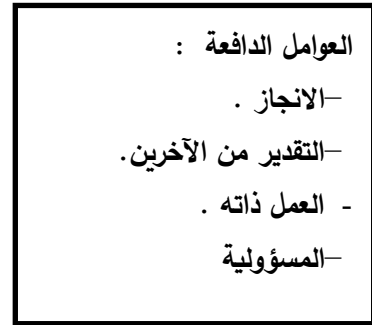 العوامل الدافعة :
–الانجاز .
–التقدير من الآخرين.
- العمل ذاته .
–المسؤولية